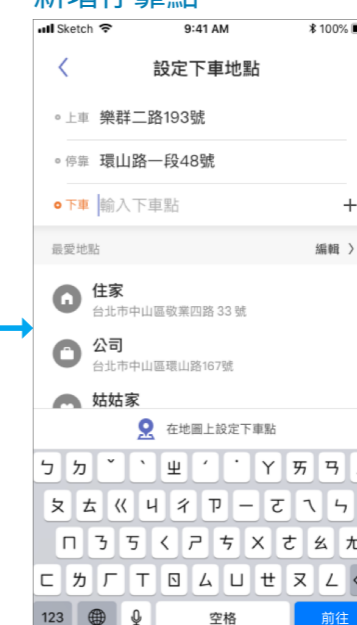 新增停靠點
Sketch 9:41 AM 100%
設定下車地點
上車 樂群二路193號
停靠 環山路一段48號
下車 輸入下車點 +
最愛地點 編輯
住家
台北市中山區敬業四路 33 號
公司
台北市中山區環山路167號
姑姑家
在地圖上設定下車點
ㄅ ㄉ ˇ ˋ ㄓ ˊ ˙ ㄚ ㄞ ㄢ
ㄆ ㄊ ㄍ ㄐ ㄔ ㄗ ㄧ ㄛ ㄟ ㄣ
ㄇ ㄋ ㄎ ㄑ ㄕ ㄘ ㄨ ㄜ ㄠ ㄤ
ㄈ ㄌ ㄏ ㄒ ㄖ ㄙ ㄩ ㄝ ㄡ ㄥ
123 空格 前往